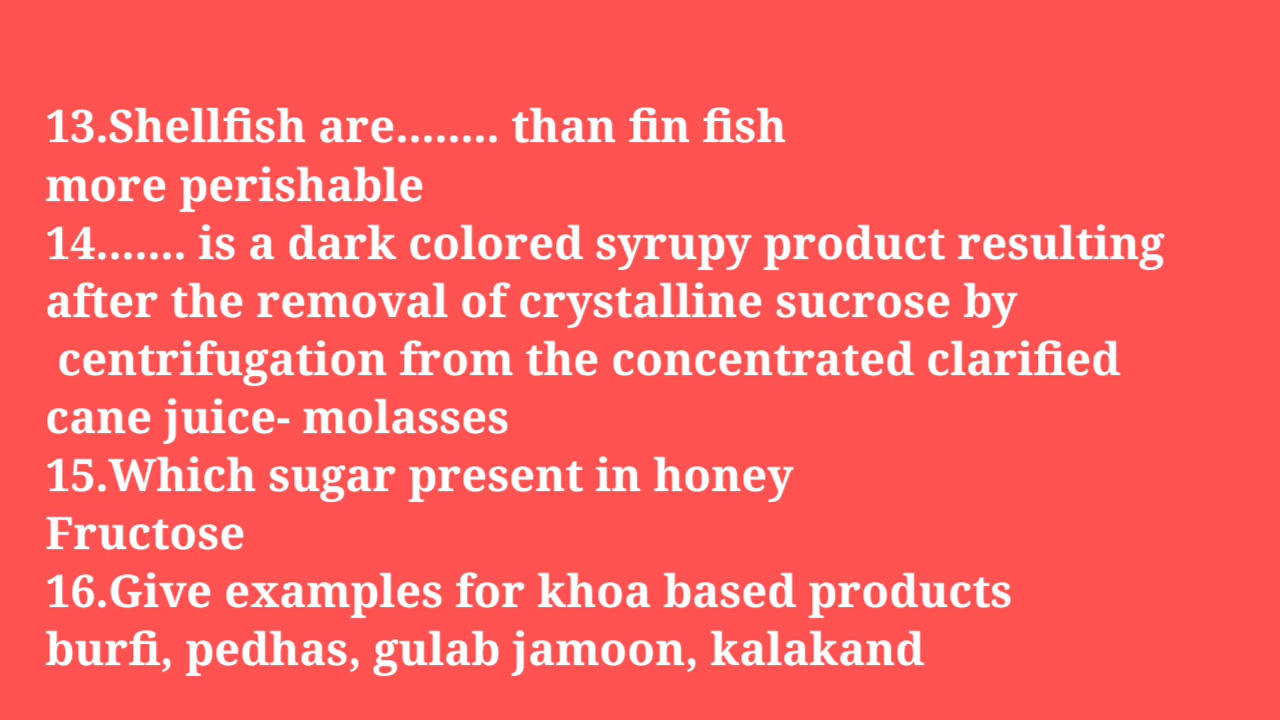 13.Shellfish are........ than fin fish
more perishable
14....... is a dark colored syrupy product resulting
after the removal of crystalline sucrose by
centrifugation from the concentrated clarified
cane juice- molasses
15.Which sugar present in honey
Fructose
16.Give examples for khoa based products
burfi, pedhas, gulab jamoon, kalakand